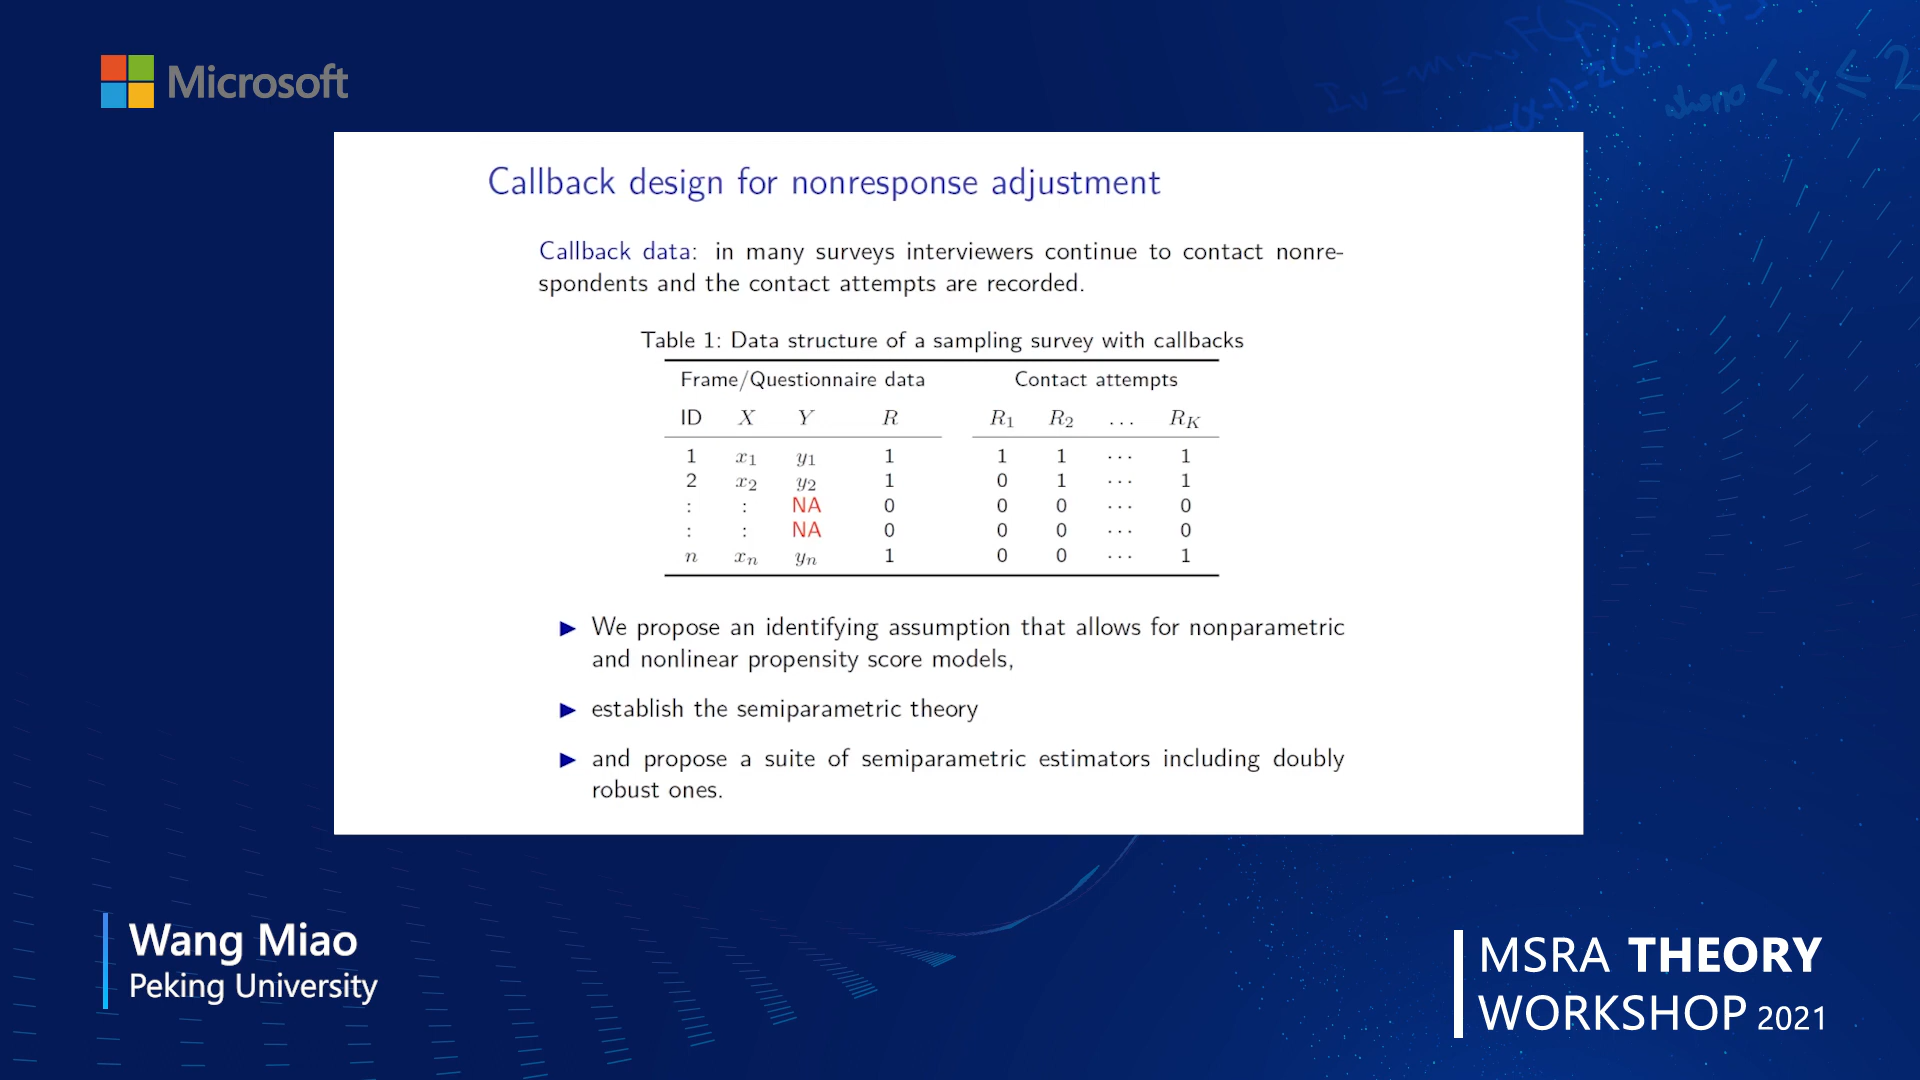 Microsoft
Callback design for nonresponse adjustment
Callback data: in many surveys interviewers continue to contact nonre-
spondents and the contact attempts are recorded.
Table 1: Data structure of a sampling survey with callbacks
Frame/Questionnaire data Contact attempts
ID X Y R R₁ R₂ ... R_K
1 x₁ y₁ 1 1 1 ··· 1
2 x₂ y₂ 1 0 1 ··· 1
: : NA 0 0 0 ··· 0
: : NA 0 0 0 ··· 0
n xₙ yₙ 1 0 0 ··· 1
▶ We propose an identifying assumption that allows for nonparametric
and nonlinear propensity score models,
▶ establish the semiparametric theory
▶ and propose a suite of semiparametric estimators including doubly
robust ones.
Wang Miao
Peking University
MSRA THEORY
WORKSHOP 2021